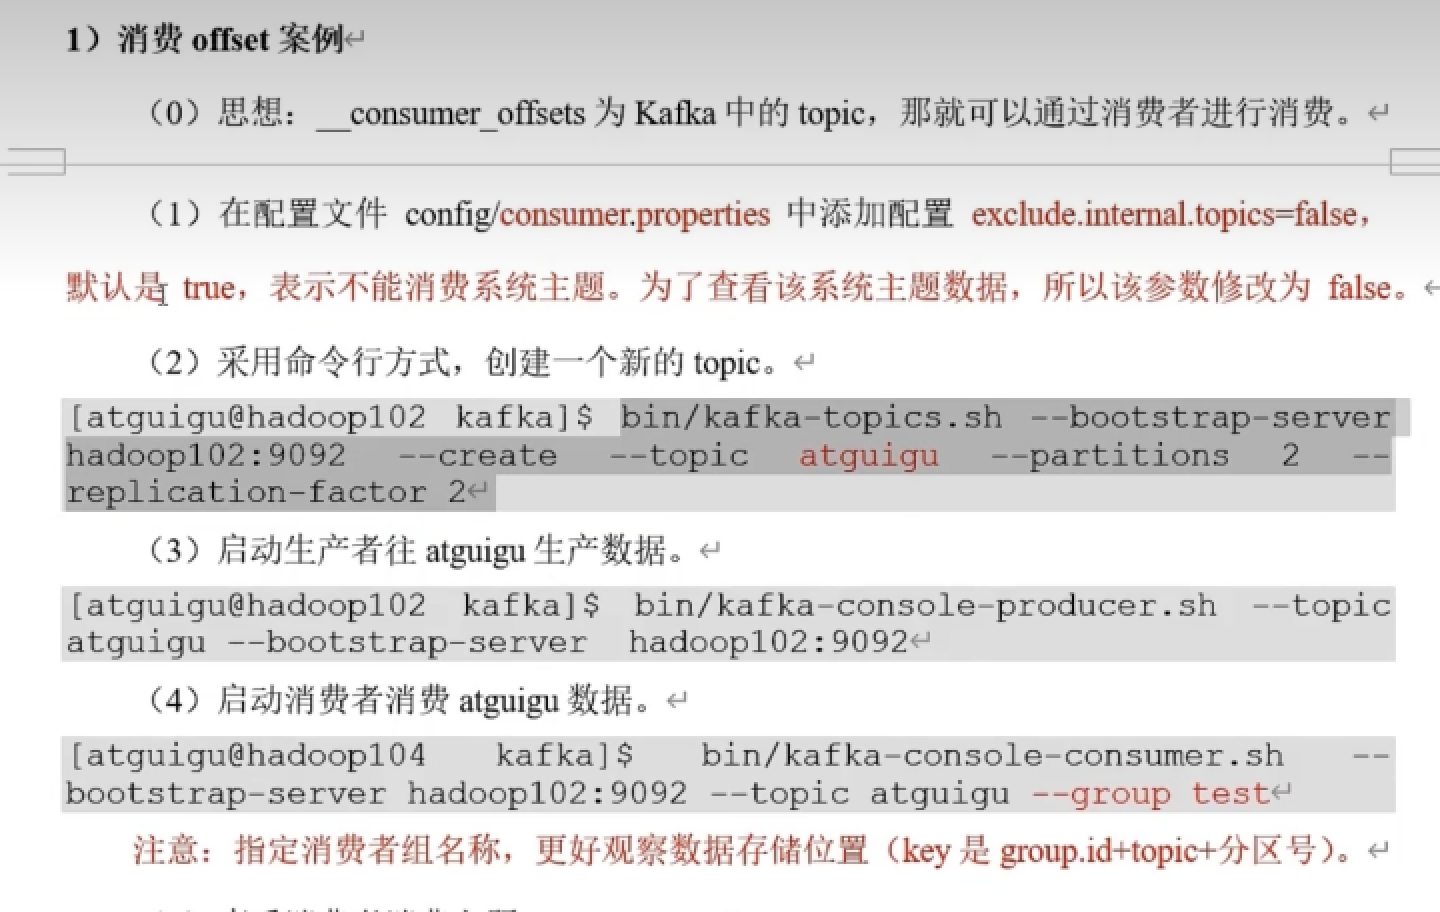 1）消费 offset 案例
（0）思想：__consumer_offsets 为 Kafka 中的 topic，那就可以通过消费者进行消费。
（1）在配置文件 config/consumer.properties 中添加配置 exclude.internal.topics=false，
默认是 true，表示不能消费系统主题。为了查看该系统主题数据，所以该参数修改为 false。
（2）采用命令行方式，创建一个新的 topic。
[atguigu@hadoop102 kafka]$ bin/kafka-topics.sh --bootstrap-server
hadoop102:9092 --create --topic atguigu --partitions 2 --
replication-factor 2
（3）启动生产者往 atguigu 生产数据。
[atguigu@hadoop102 kafka]$ bin/kafka-console-producer.sh --topic
atguigu --bootstrap-server hadoop102:9092
（4）启动消费者消费 atguigu 数据。
[atguigu@hadoop104 kafka]$ bin/kafka-console-consumer.sh --
bootstrap-server hadoop102:9092 --topic atguigu --group test
注意：指定消费者组名称，更好观察数据存储位置（key 是 group.id+topic+分区号）。